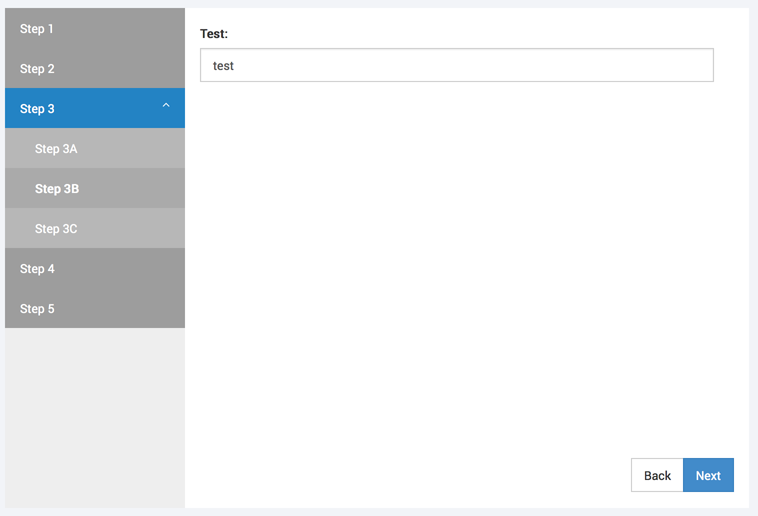 Step 1
Step 2
Step 3
Step 3A
Step 3B
Step 3C
Step 4
Step 5
Test:
test
Back
Next